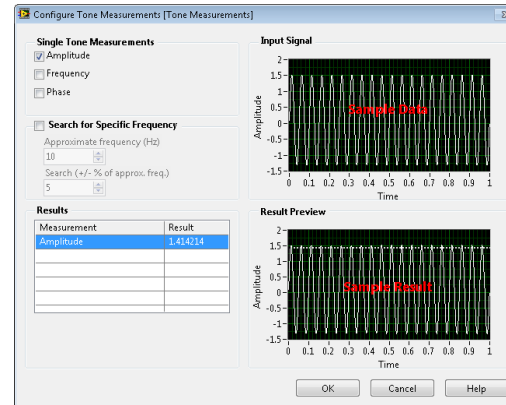 Configure Tone Measurements [Tone Measurements]
Single Tone Measurements
Amplitude
Frequency
Phase
Search for Specific Frequency
Approximate frequency (Hz)
10
Search (+/- % of approx. freq.)
5
Results
Measurement Result
Amplitude 1.414214
Input Signal
Amplitude
2
1.5
1
0.5
0
-0.5
-1
-1.5
Sample Data
0 0.1 0.2 0.3 0.4 0.5 0.6 0.7 0.8 0.9 1
Time
Result Preview
Amplitude
2
1.5
1
0.5
0
-0.5
-1
-1.5
Sample Result
0 0.1 0.2 0.3 0.4 0.5 0.6 0.7 0.8 0.9 1
Time
OK Cancel Help